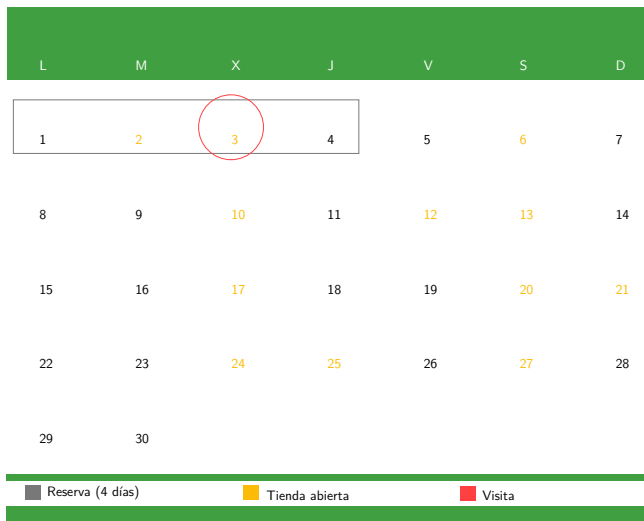 L M X J V S D
1 2 3 4 5 6 7
8 9 10 11 12 13 14
15 16 17 18 19 20 21
22 23 24 25 26 27 28
29 30
Reserva (4 días) Tienda abierta Visita